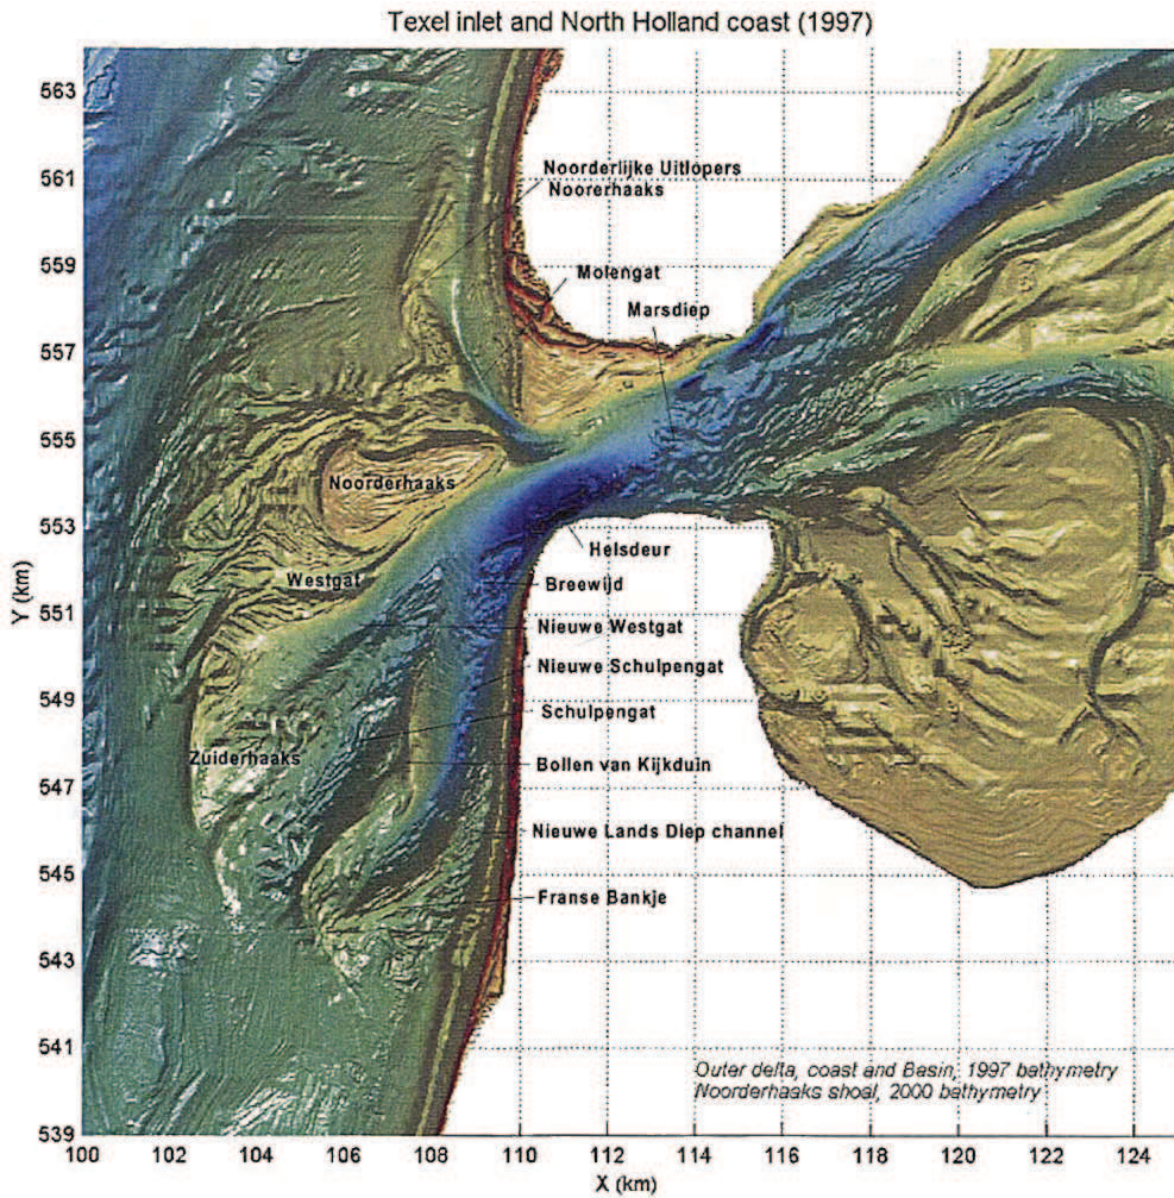 Texel inlet and North Holland coast (1997)
563
561
559
557
555
553
551
549
547
545
543
541
539
Y (km)
Noorderlijke Uitlopers
Noorerhaaks
Molengat
Marsdiep
Noorderhaaks
Helsdeur
Westgat
Breewijd
Nieuwe Westgat
Nieuwe Schulpengat
Schulpengat
Zuiderhaaks
Bollen van Kijkduin
Nieuwe Lands Diep channel
Franse Bankje
Outer delta, coast and Basin, 1997 bathymetry
Noorderhaaks shoal, 2000 bathymetry
100 102 104 106 108 110 112 114 116 118 120 122 124
X (km)